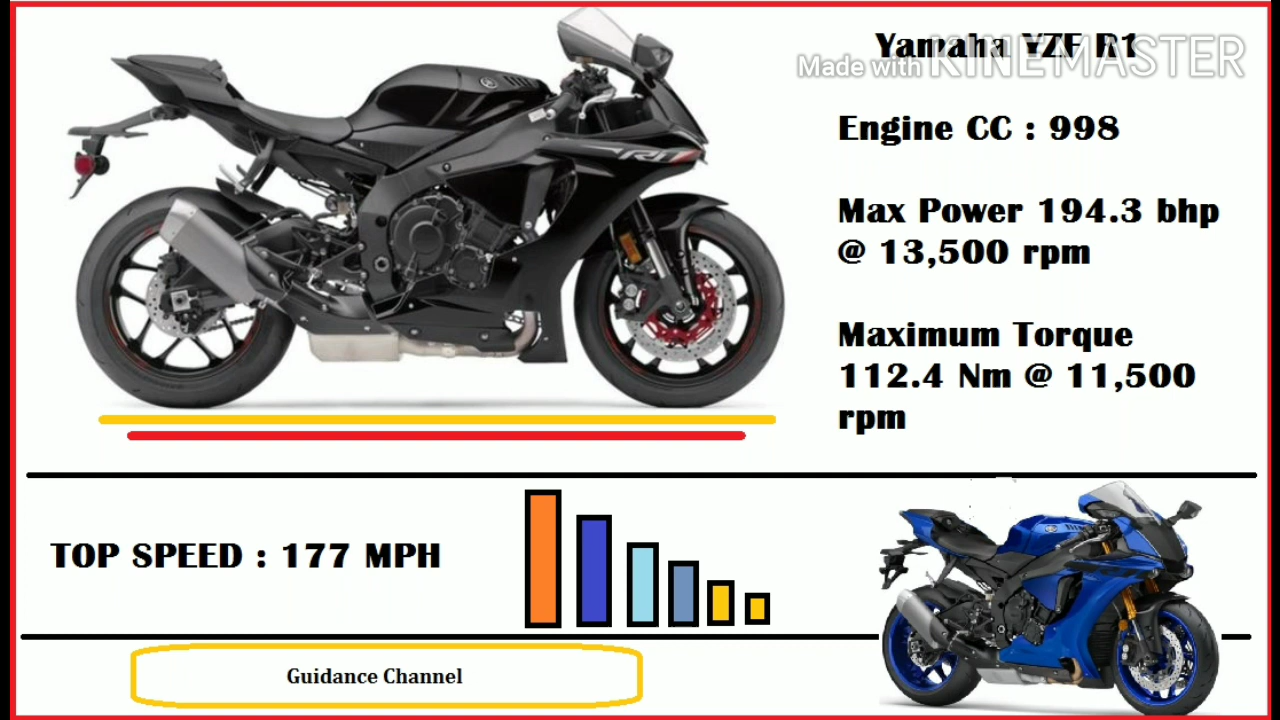 Yamaha YZF R1
Made with KINEMASTER
Engine CC : 998
Max Power 194.3 bhp
@ 13,500 rpm
Maximum Torque
112.4 Nm @ 11,500
rpm
R1
TOP SPEED : 177 MPH
Guidance Channel